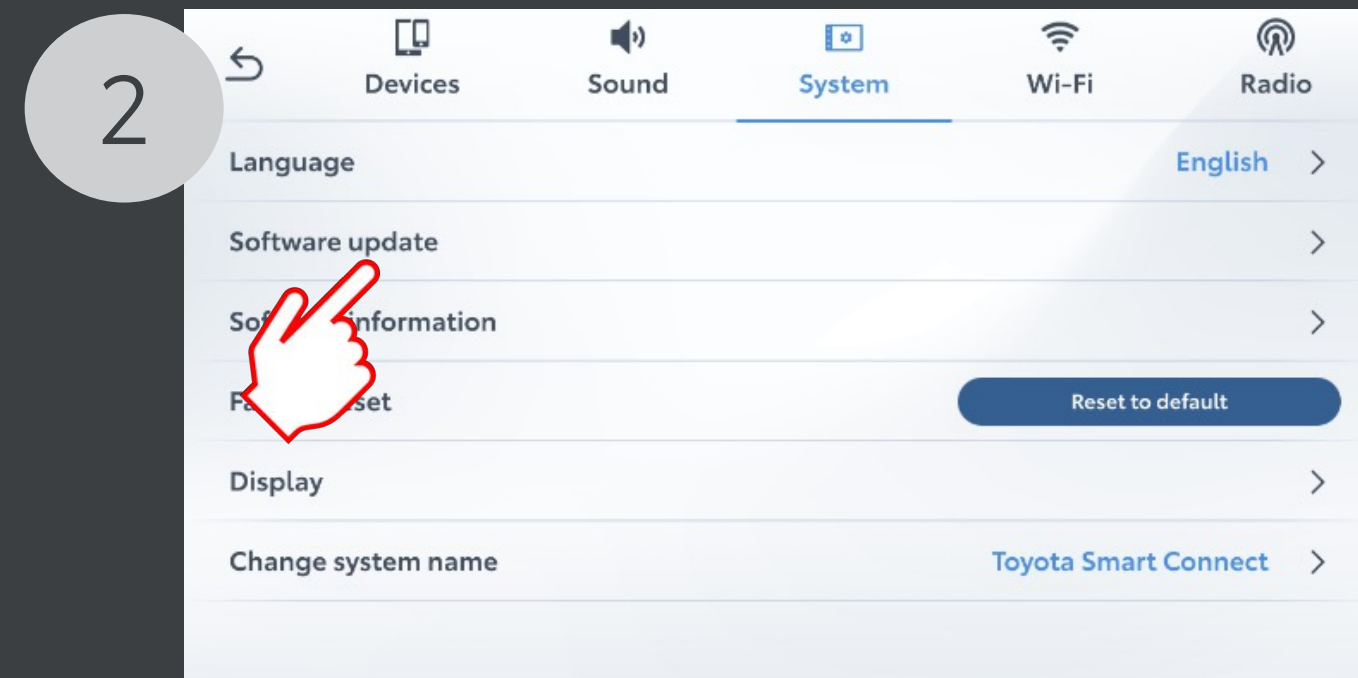 2
Devices Sound System Wi-Fi Radio
Language English
Software update
information
Reset to default
Display
Change system name Toyota Smart Connect